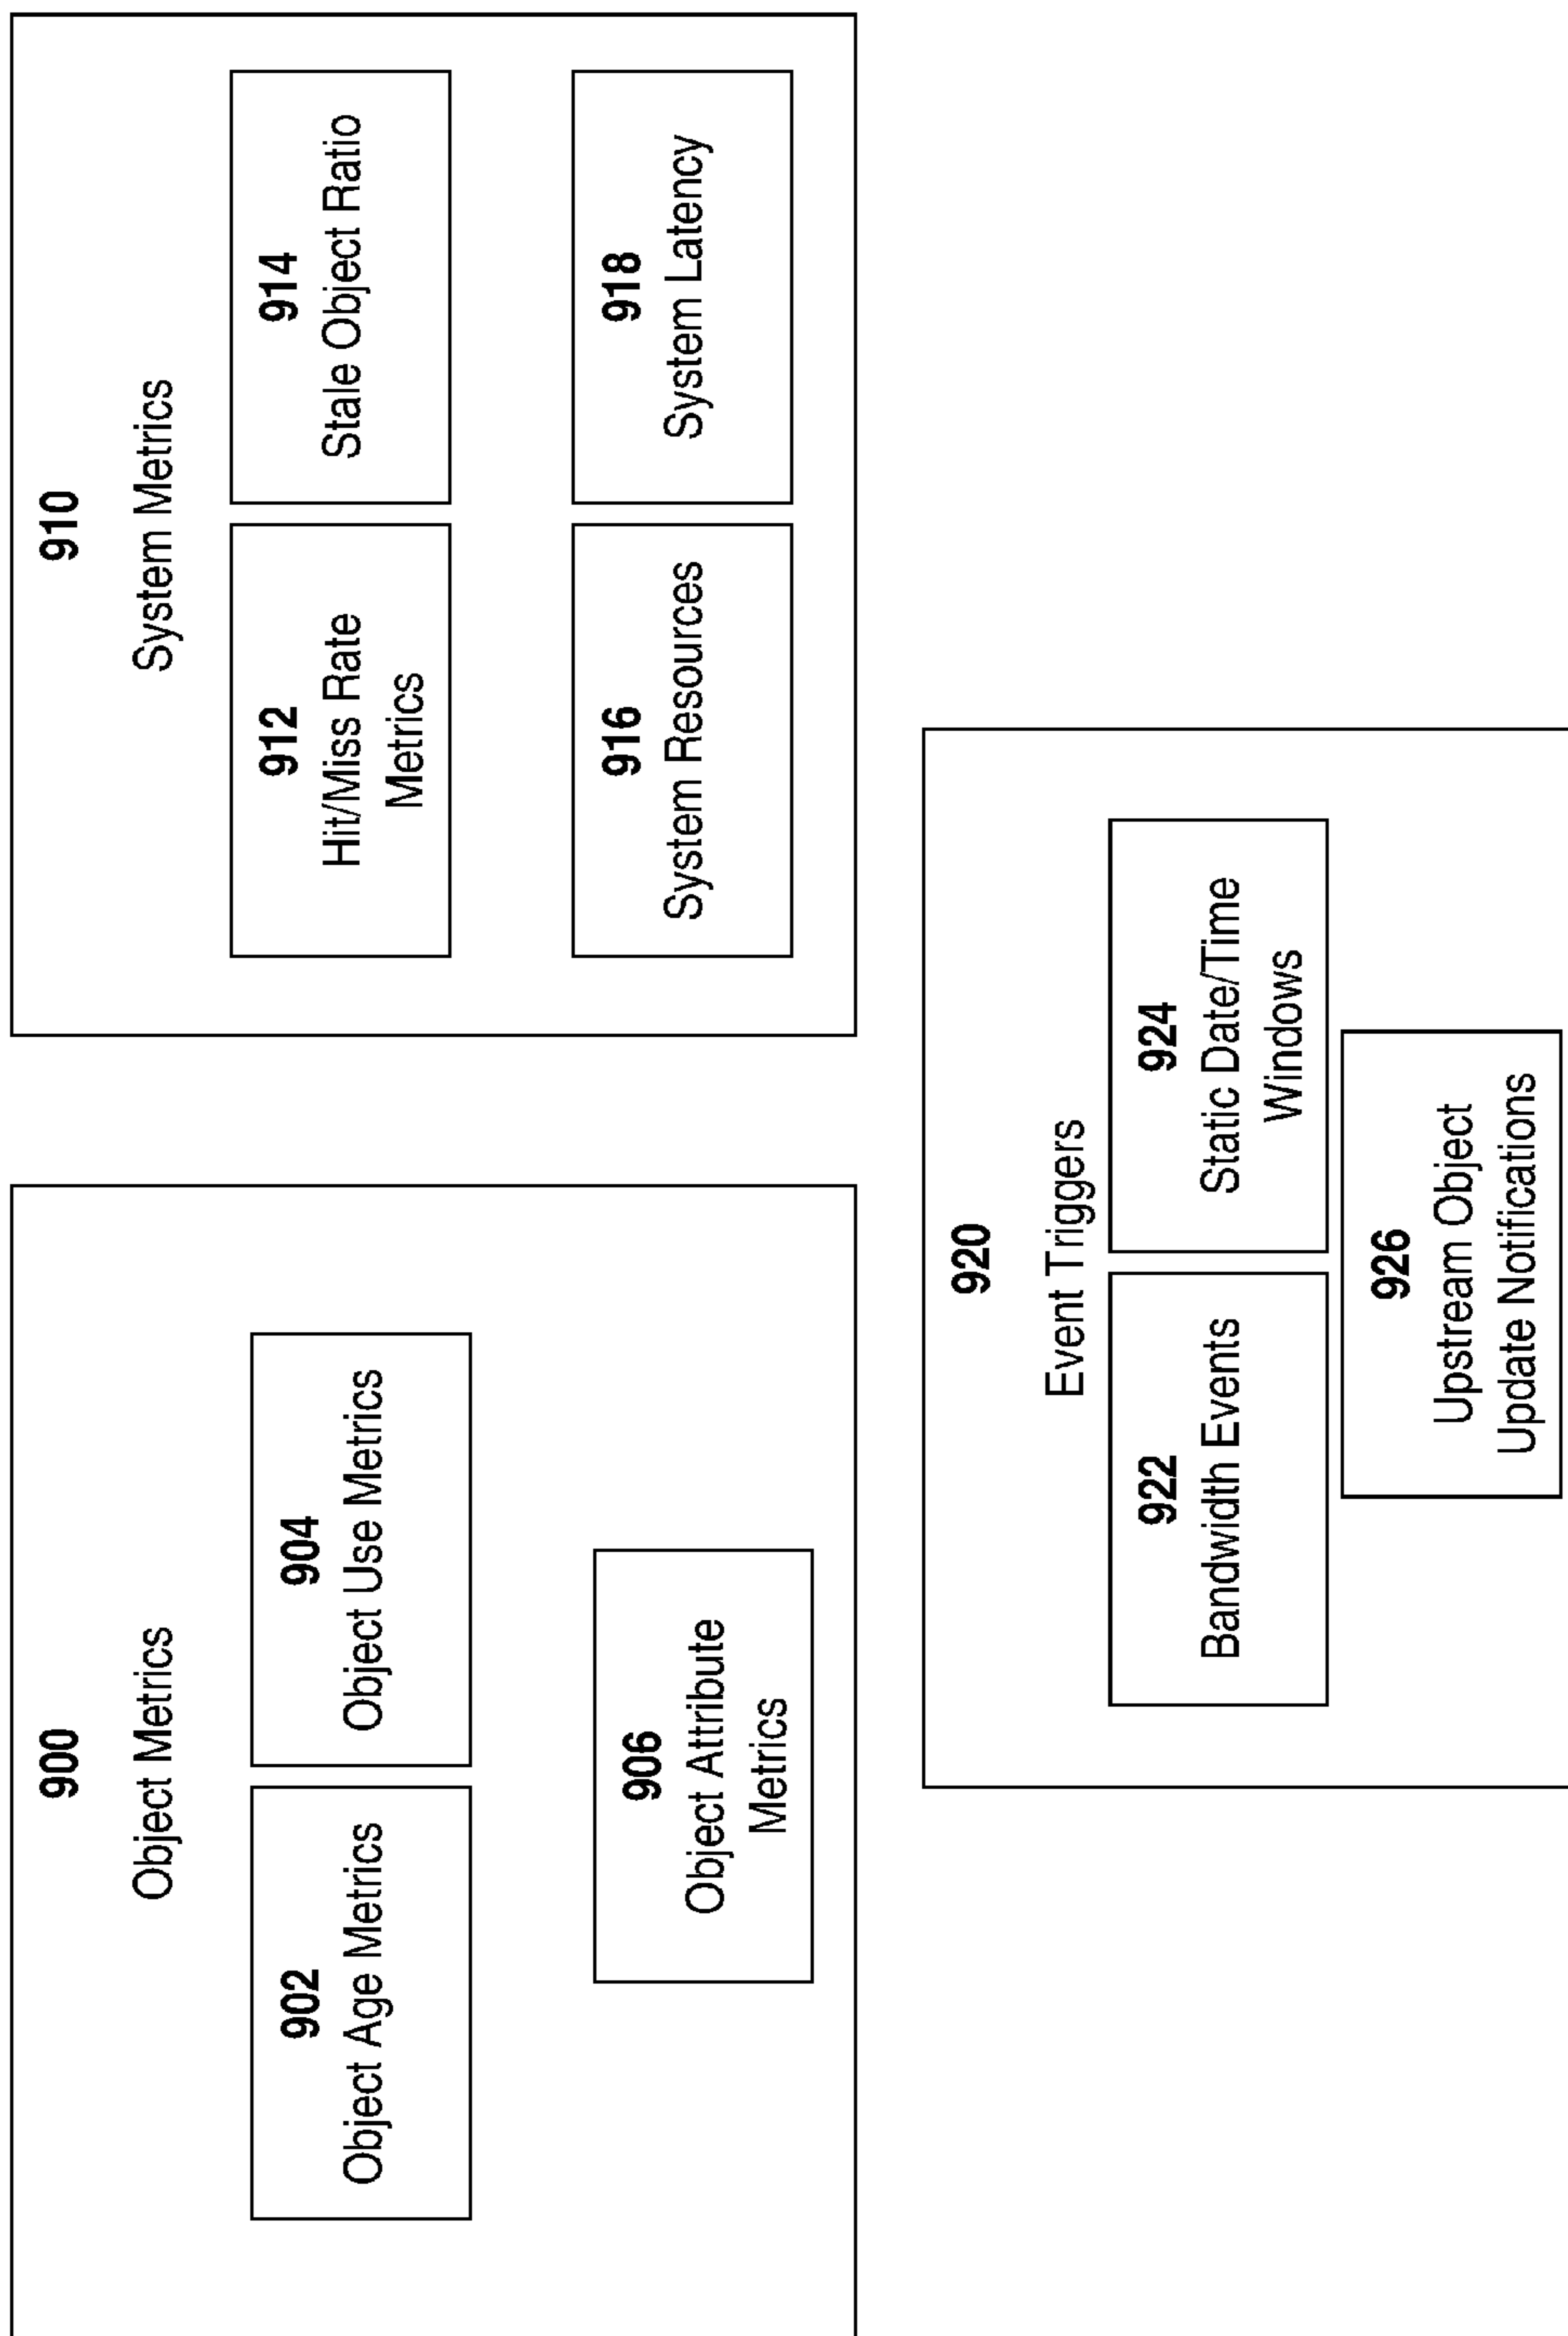 900
Object Metrics
902
Object Age Metrics
904
Object Use Metrics
906
Object Attribute
Metrics
910
System Metrics
912
Hit/Miss Rate
Metrics
914
Stale Object Ratio
916
System Resources
918
System Latency
920
Event Triggers
922
Bandwidth Events
924
Static Date/Time
Windows
926
Upstream Object
Update Notifications